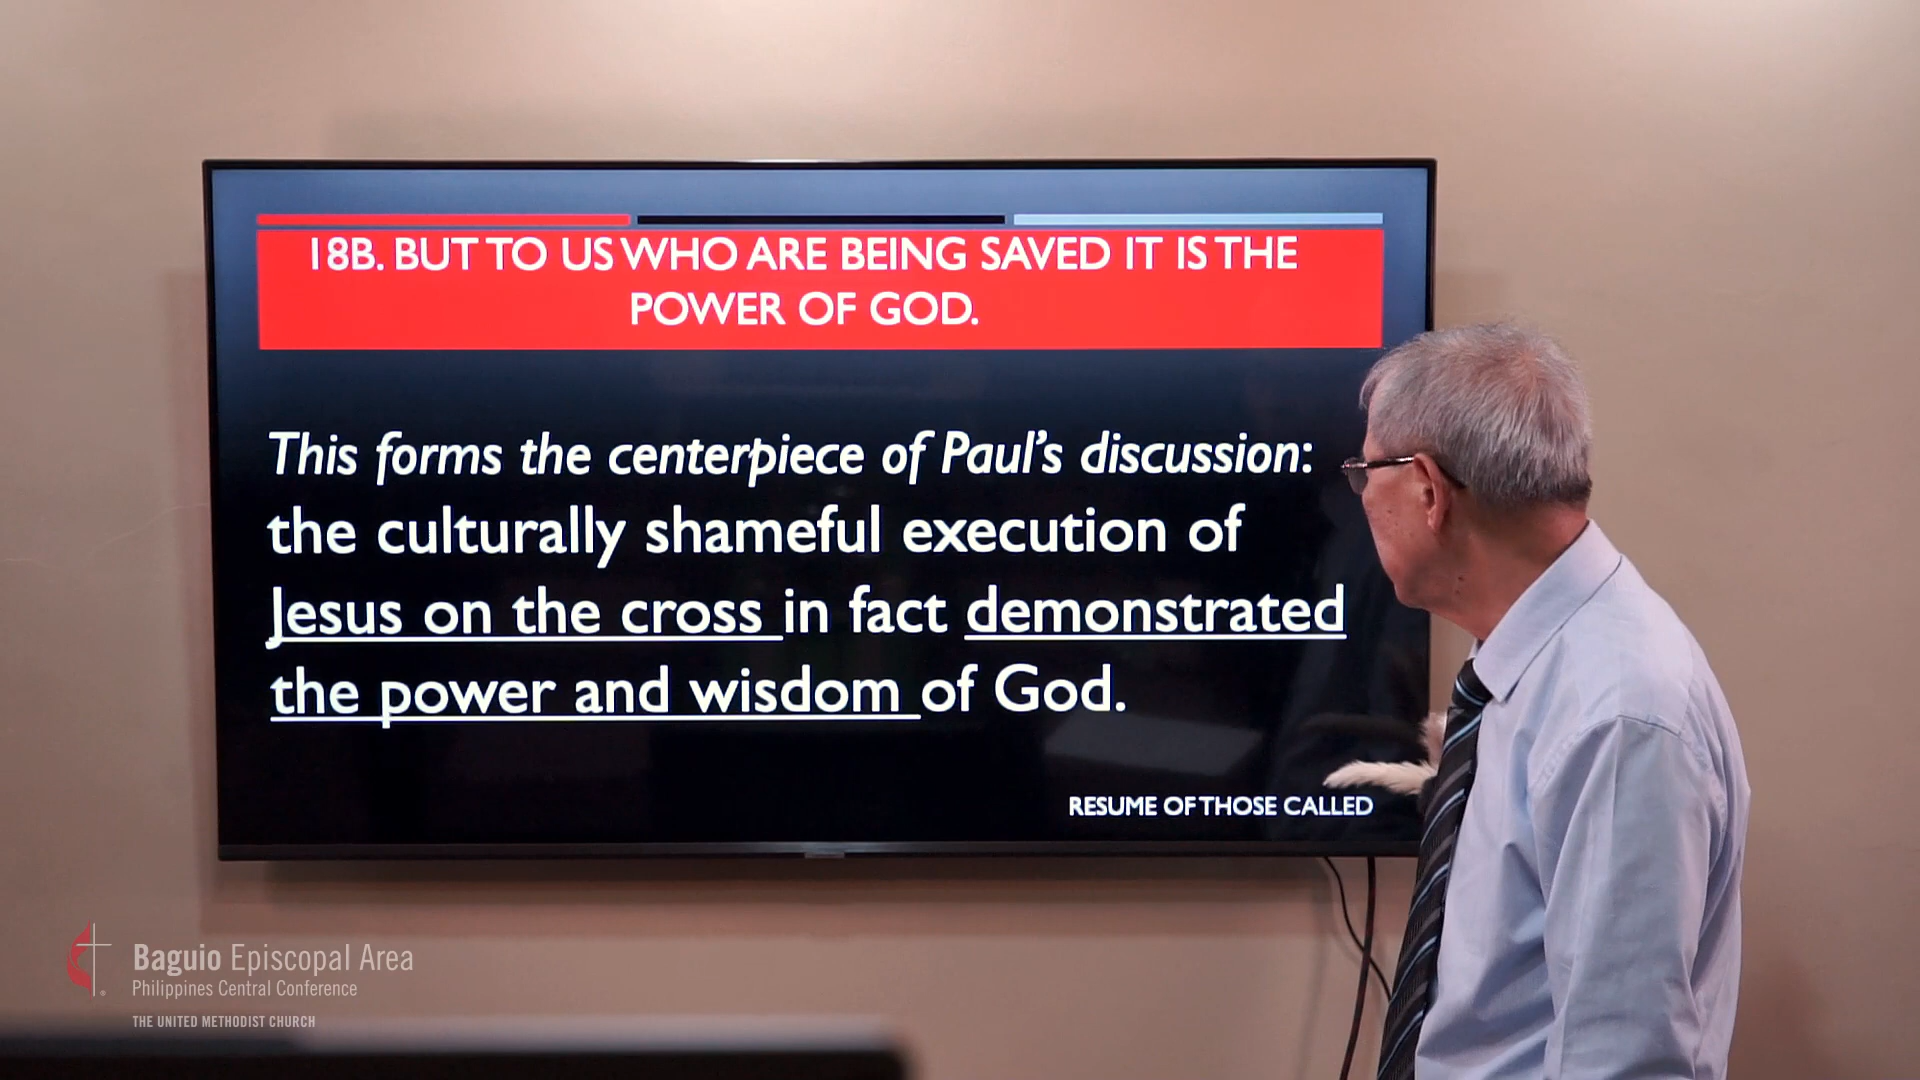 18B. BUT TO US WHO ARE BEING SAVED IT IS THE
POWER OF GOD.
This forms the centerpiece of Paul's discussion:
the culturally shameful execution of
Jesus on the cross in fact demonstrated
the power and wisdom of God.
RESUME OF THOSE CALLED
Baguio Episcopal Area
Philippines Central Conference
THE UNITED METHODIST CHURCH